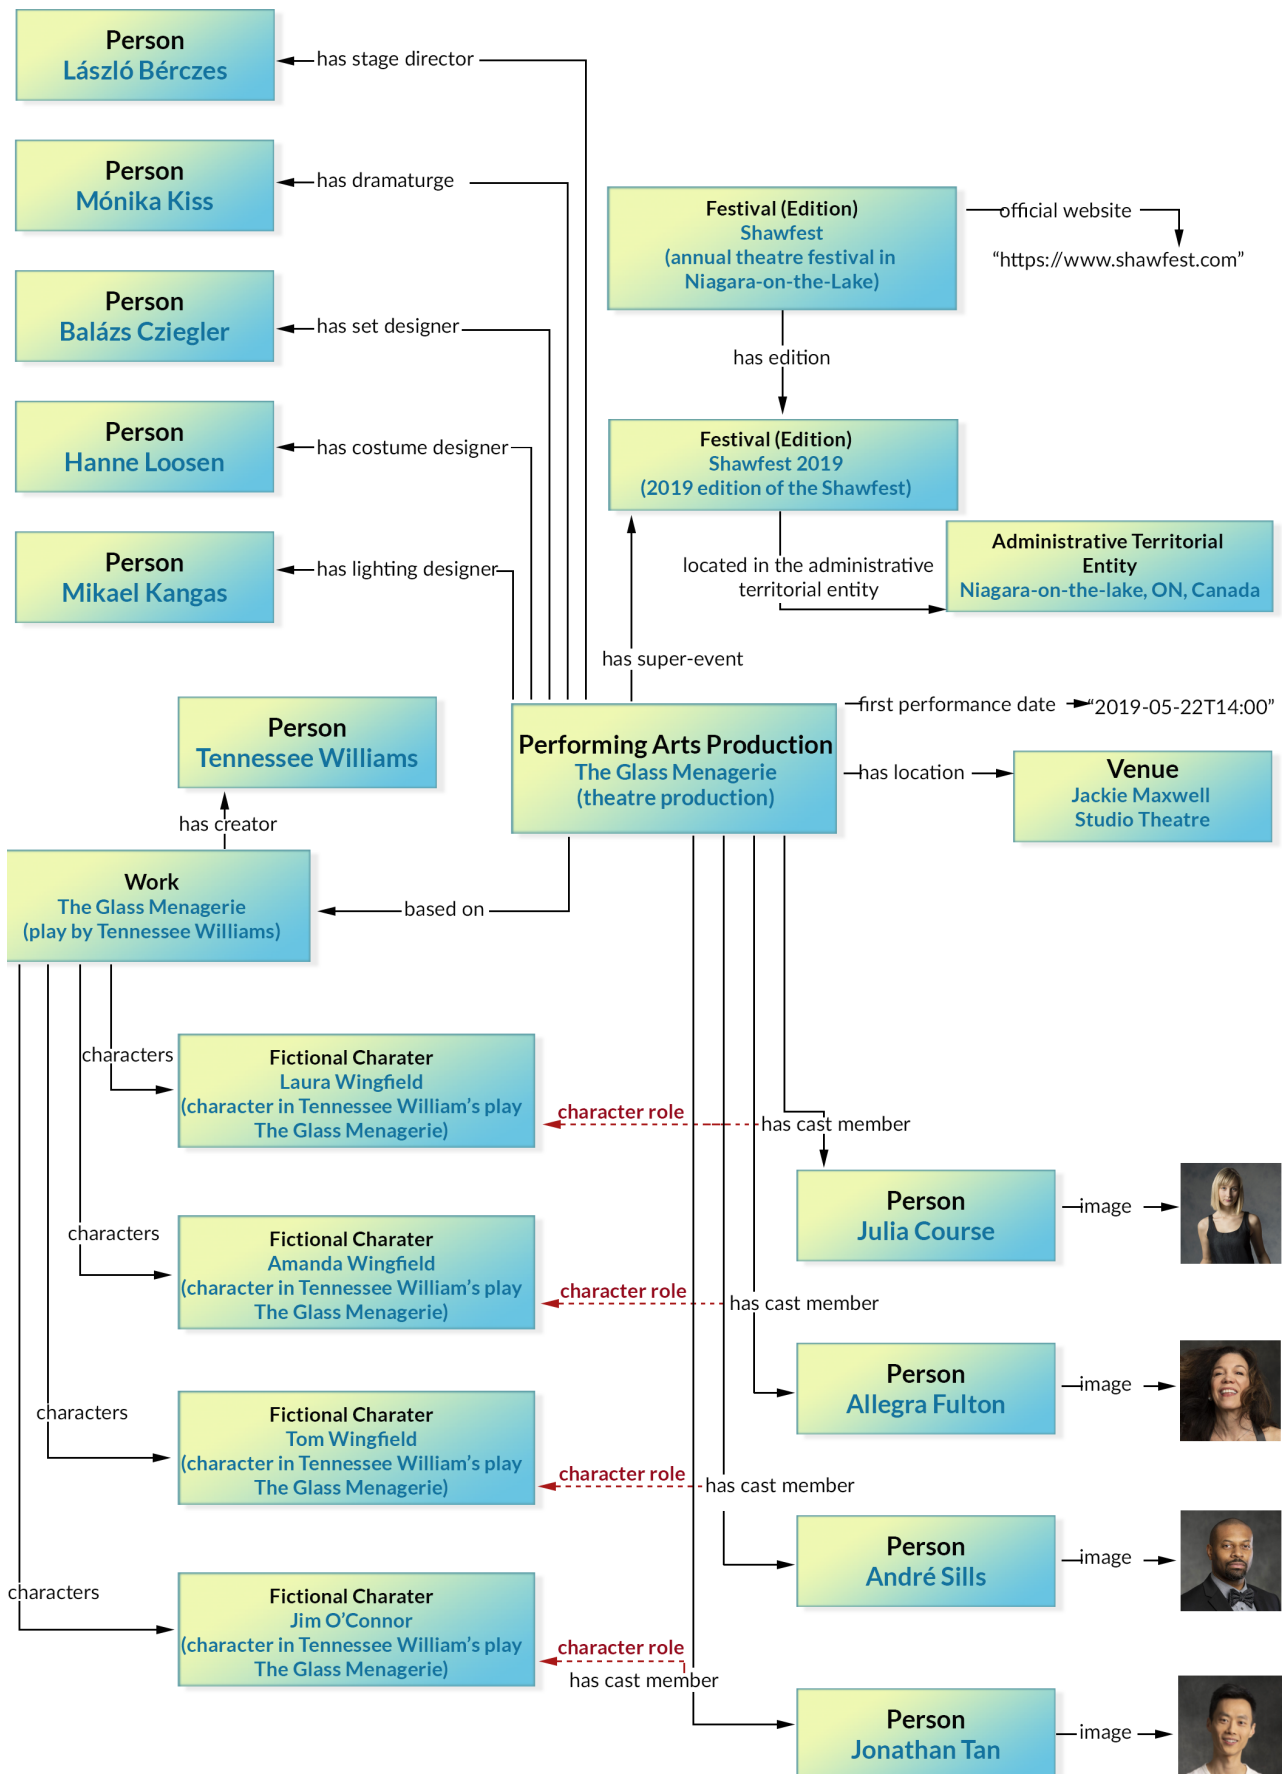 Person
László Bérczes
has stage director
Person
Mónika Kiss
has dramaturge
Person
Balázs Cziegler
has set designer
Person
Hanne Loosen
has costume designer
Person
Mikael Kangas
has lighting designer
Festival (Edition)
Shawfest
(annual theatre festival in
Niagara-on-the-Lake)
official website
“https://www.shawfest.com”
has edition
Festival (Edition)
Shawfest 2019
(2019 edition of the Shawfest)
located in the administrative
territorial entity
Administrative Territorial
Entity
Niagara-on-the-lake, ON, Canada
has super-event
Person
Tennessee Williams
has creator
Performing Arts Production
The Glass Menagerie
(theatre production)
first performance date
“2019-05-22T14:00”
has location
Venue
Jackie Maxwell
Studio Theatre
Work
The Glass Menagerie
(play by Tennessee Williams)
based on
characters
Fictional Charater
Laura Wingfield
(character in Tennessee William’s play
The Glass Menagerie)
character role
has cast member
Person
Julia Course
image
characters
Fictional Charater
Amanda Wingfield
(character in Tennessee William’s play
The Glass Menagerie)
character role
has cast member
Person
Allegra Fulton
image
characters
Fictional Charater
Tom Wingfield
(character in Tennessee William’s play
The Glass Menagerie)
character role
has cast member
Person
André Sills
image
characters
Fictional Charater
Jim O’Connor
(character in Tennessee William’s play
The Glass Menagerie)
character role
has cast member
Person
Jonathan Tan
image